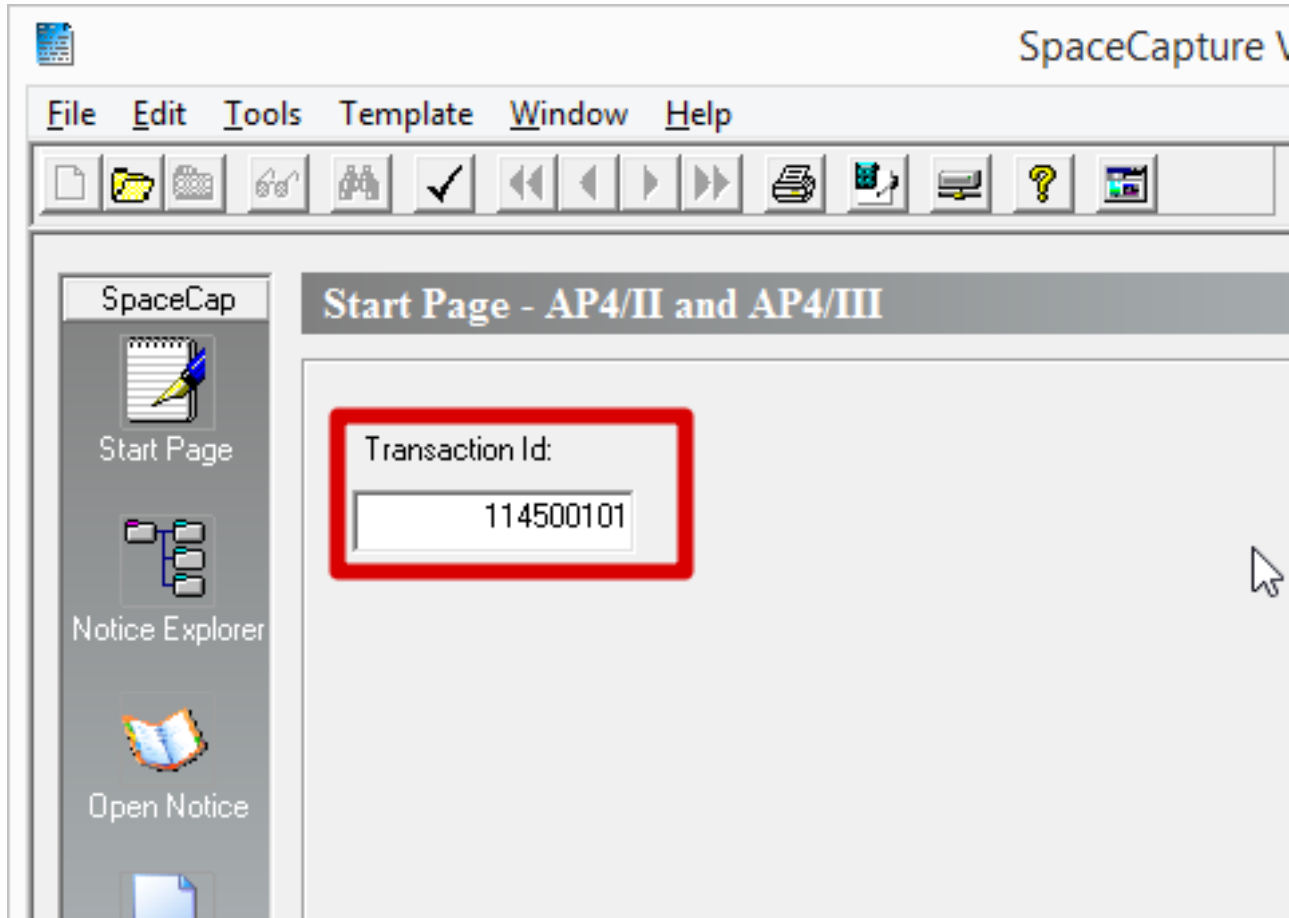 SpaceCapture V
File Edit Tools Template Window Help
SpaceCap
Start Page - AP4/II and AP4/III
Start Page
Transaction Id:
114500101
Notice Explorer
Open Notice